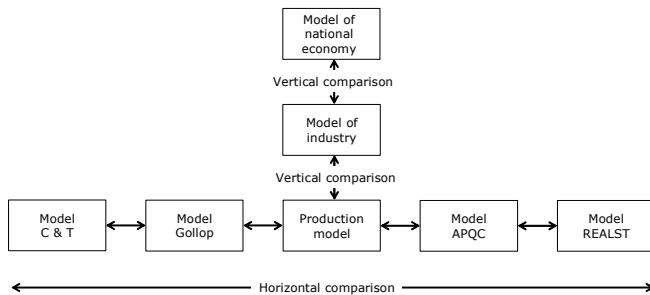 Model of
national
economy
Vertical comparison
Model of
industry
Vertical comparison
Model
C & T
Model
Gollop
Production
model
Model
APQC
Model
REALST
Horizontal comparison